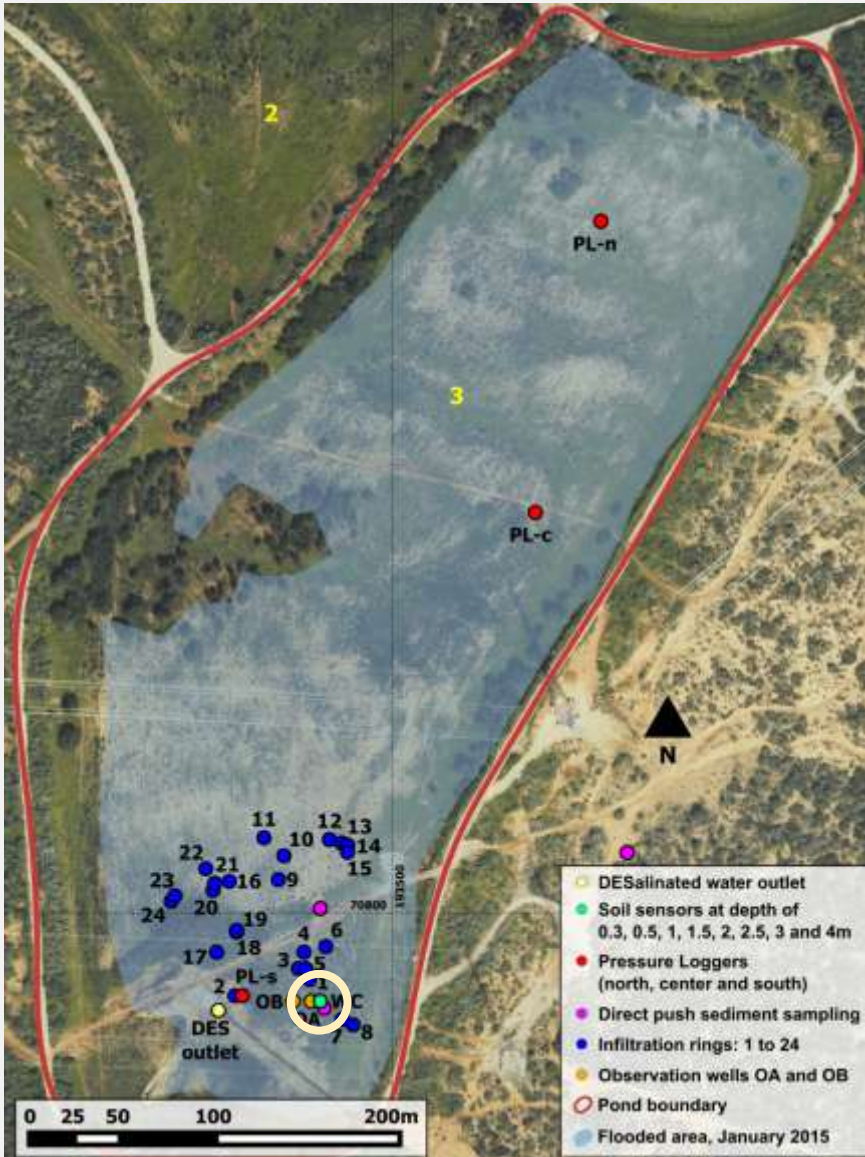 2
PL-n
3
PL-c
N
11
12
13
10
14
15
22
21
16
9
23
24
20
193500
70800
19
18
4
6
17
3
5
PL-s
1
2
OB
WC
OA
DES
outlet
7
8
0 25 50 100 200m
DESalinated water outlet
Soil sensors at depth of
0.3, 0.5, 1, 1.5, 2, 2.5, 3 and 4m
Pressure Loggers
(north, center and south)
Direct push sediment sampling
Infiltration rings: 1 to 24
Observation wells OA and OB
Pond boundary
Flooded area, January 2015